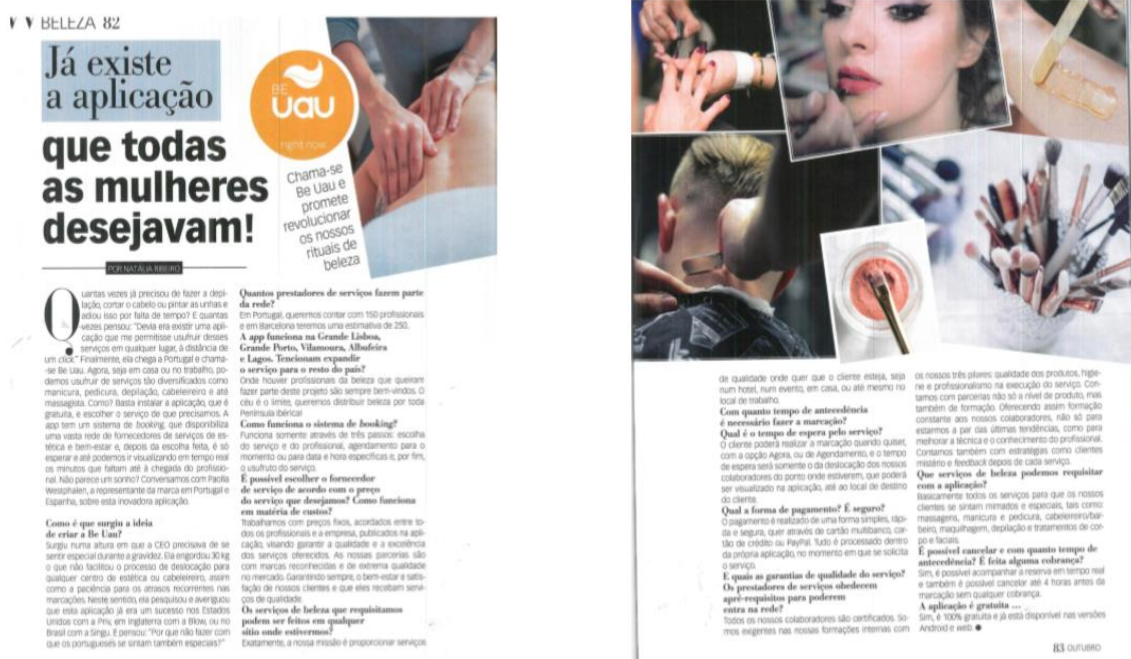 BELEZA 82
Já existe
a aplicação
que todas
as mulheres
desejavam!
BE
UAU
right now
Chama-se
Be Uau e
promete
revolucionar
os nossos
rituais de
beleza
POR NATÁLIA RIBEIRO
Quantas vezes já precisou de fazer a depi-
lação, cortar o cabelo ou pintar as unhas e
adiou isso por falta de tempo? E quantas
vezes pensou: "Devia era existir uma apli-
cação que me permitisse usufruir desses
serviços em qualquer lugar, à distância de
um click." Finalmente, ela chega a Portugal e chama-
-se Be Uau. Agora, seja em casa ou no trabalho, po-
demos usufruir de serviços tão diversificados como
manicura, pedicura, depilação, cabeleireiro e até
massagista. Como? Basta instalar a aplicação, que é
gratuita, e escolher o serviço de que precisamos. A
app tem um sistema de booking, que disponibiliza
uma vasta rede de fornecedores de serviços de es-
tética e bem-estar e, depois da escolha feita, é só
esperar e até podemos ir visualizando em tempo real
os minutos que faltam até à chegada do profissio-
nal. Não parece um sonho? Conversamos com Paolla
Westphalen, a representante da marca em Portugal e
Espanha, sobre esta inovadora aplicação.
Como é que surgiu a ideia
de criar a Be Uau?
Surgiu numa altura em que a CEO precisava de se
sentir especial durante a gravidez. Ela engordou 30 kg
o que não facilitou o processo de deslocação para
qualquer centro de estética ou cabeleireiro, assim
como a paciência para os atrasos recorrentes nas
marcações. Neste sentido, ela pesquisou e averiguou
que esta aplicação já era um sucesso nos Estados
Unidos com a Priv, em Inglaterra com a Blow, ou no
Brasil com a Singu. E pensou: "Por que não fazer com
que os portugueses se sintam também especiais?"
Quantos prestadores de serviços fazem parte
da rede?
Em Portugal, queremos contar com 150 profissionais
e em Barcelona teremos uma estimativa de 250.
A app funciona na Grande Lisboa,
Grande Porto, Vilamoura, Albufeira
e Lagos. Tencionam expandir
o serviço para o resto do país?
Onde houver profissionais da beleza que queiram
fazer parte deste projeto são sempre bem-vindos. O
céu é o limite, queremos distribuir beleza por toda
Península Ibérica!
Como funciona o sistema de booking?
Funciona somente através de três passos: escolha
do serviço e do profissional, agendamento para o
momento ou para data e hora específicas e, por fim,
o usufruto do serviço.
É possível escolher o fornecedor
de serviço de acordo com o preço
do serviço que desejamos? Como funciona
em matéria de custos?
Trabalhamos com preços fixos, acordados entre to-
dos os profissionais e a empresa, publicados na apli-
cação, visando garantir a qualidade e a excelência
dos serviços oferecidos. As nossas parcerias são
com marcas reconhecidas e de extrema qualidade
no mercado. Garantindo sempre, o bem-estar e satis-
fação de nossos clientes e que eles recebam servi-
ços de qualidade.
Os serviços de beleza que requisitamos
podem ser feitos em qualquer
sítio onde estivermos?
Exatamente, a nossa missão é proporcionar serviços
de qualidade onde quer que o cliente esteja, seja
num hotel, num evento, em casa, ou até mesmo no
local de trabalho.
Com quanto tempo de antecedência
é necessário fazer a marcação?
Qual é o tempo de espera pelo serviço?
O cliente poderá realizar a marcação quando quiser,
com a opção Agora, ou de Agendamento, e o tempo
de espera será somente o da deslocação dos nossos
colaboradores do ponto onde estiverem, que poderá
ser visualizado na aplicação, até ao local de destino
do cliente.
Qual a forma de pagamento? É seguro?
O pagamento é realizado de uma forma simples, rápi-
da e segura, quer através de cartão multibanco, car-
tão de crédito ou PayPal. Tudo é processado dentro
da própria aplicação, no momento em que se solicita
o serviço.
E quais as garantias de qualidade do serviço?
Os prestadores de serviços obedecem
a pré-requisitos para poderem
entra na rede?
Todos os nossos colaboradores são certificados. So-
mos exigentes nas nossas formações internas com
os nossos três pilares: qualidade dos produtos, higie-
ne e profissionalismo na execução do serviço. Con-
tamos com parcerias não só a nível de produto, mas
também de formação. Oferecendo assim formação
constante aos nossos colaboradores, não só para
estarmos a par das últimas tendências, como para
melhorar a técnica e o conhecimento do profissional.
Contamos também com estratégias como clientes
mistério e feedback depois de cada serviço.
Que serviços de beleza podemos requisitar
com a aplicação?
Basicamente todos os serviços para que os nossos
clientes se sintam mimados e especiais, tais como:
massagens, manicura e pedicura, cabeleireiro/bar-
bo, maquilhagem, depilação e tratamentos de cor-
po e faciais.
É possível cancelar e com quanto tempo de
antecedência? É feita alguma cobrança?
Sim, é possível acompanhar a reserva em tempo real
e também é possível cancelar até 4 horas antes da
marcação sem qualquer cobrança.
A aplicação é gratuita ...
Sim, é 100% gratuita e já está disponível nas versões
Android e web.
83 OUTUBRO